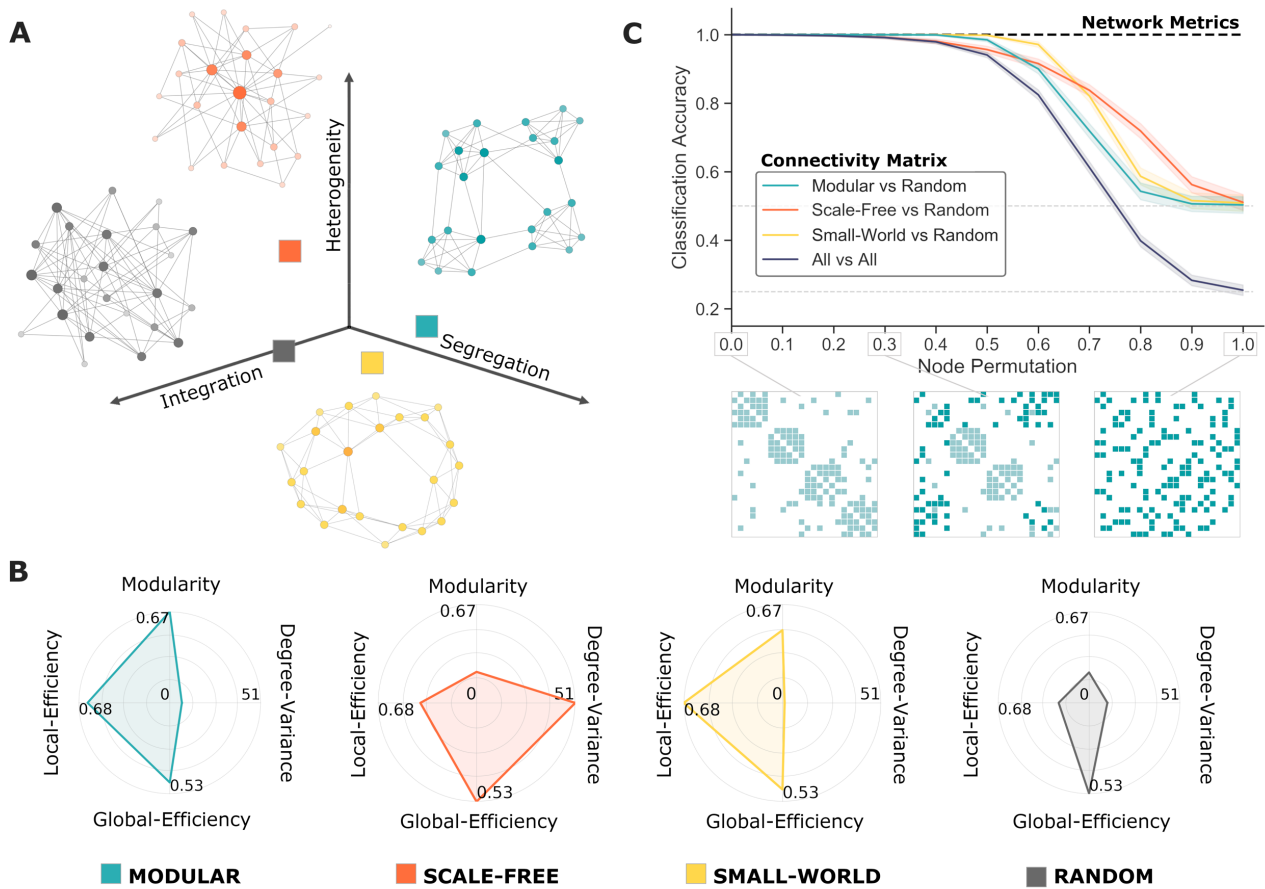 A
Heterogeneity
Integration
Segregation
C
Network Metrics
Classification Accuracy
1.0
0.8
0.6
0.4
0.2
Connectivity Matrix
Modular vs Random
Scale-Free vs Random
Small-World vs Random
All vs All
0.0 0.1 0.2 0.3 0.4 0.5 0.6 0.7 0.8 0.9 1.0
Node Permutation
B
Modularity
0.67
Local-Efficiency
0.68
0
51
Degree-Variance
0.53
Global-Efficiency
Modularity
0.67
Local-Efficiency
0.68
0
51
Degree-Variance
0.53
Global-Efficiency
Modularity
0.67
Local-Efficiency
0.68
0
51
Degree-Variance
0.53
Global-Efficiency
Modularity
0.67
Local-Efficiency
0.68
0
51
Degree-Variance
0.53
Global-Efficiency
MODULAR
SCALE-FREE
SMALL-WORLD
RANDOM